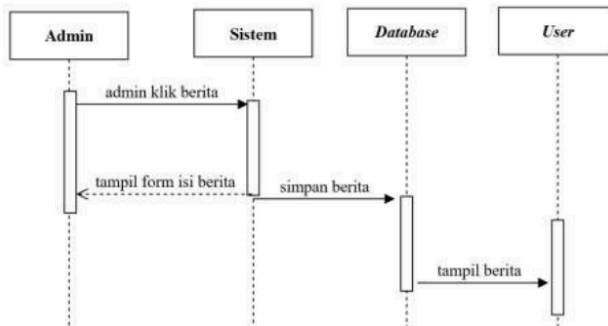 Admin
Sistem
Database
User
admin klik berita
tampil form isi berita
simpan berita
tampil berita